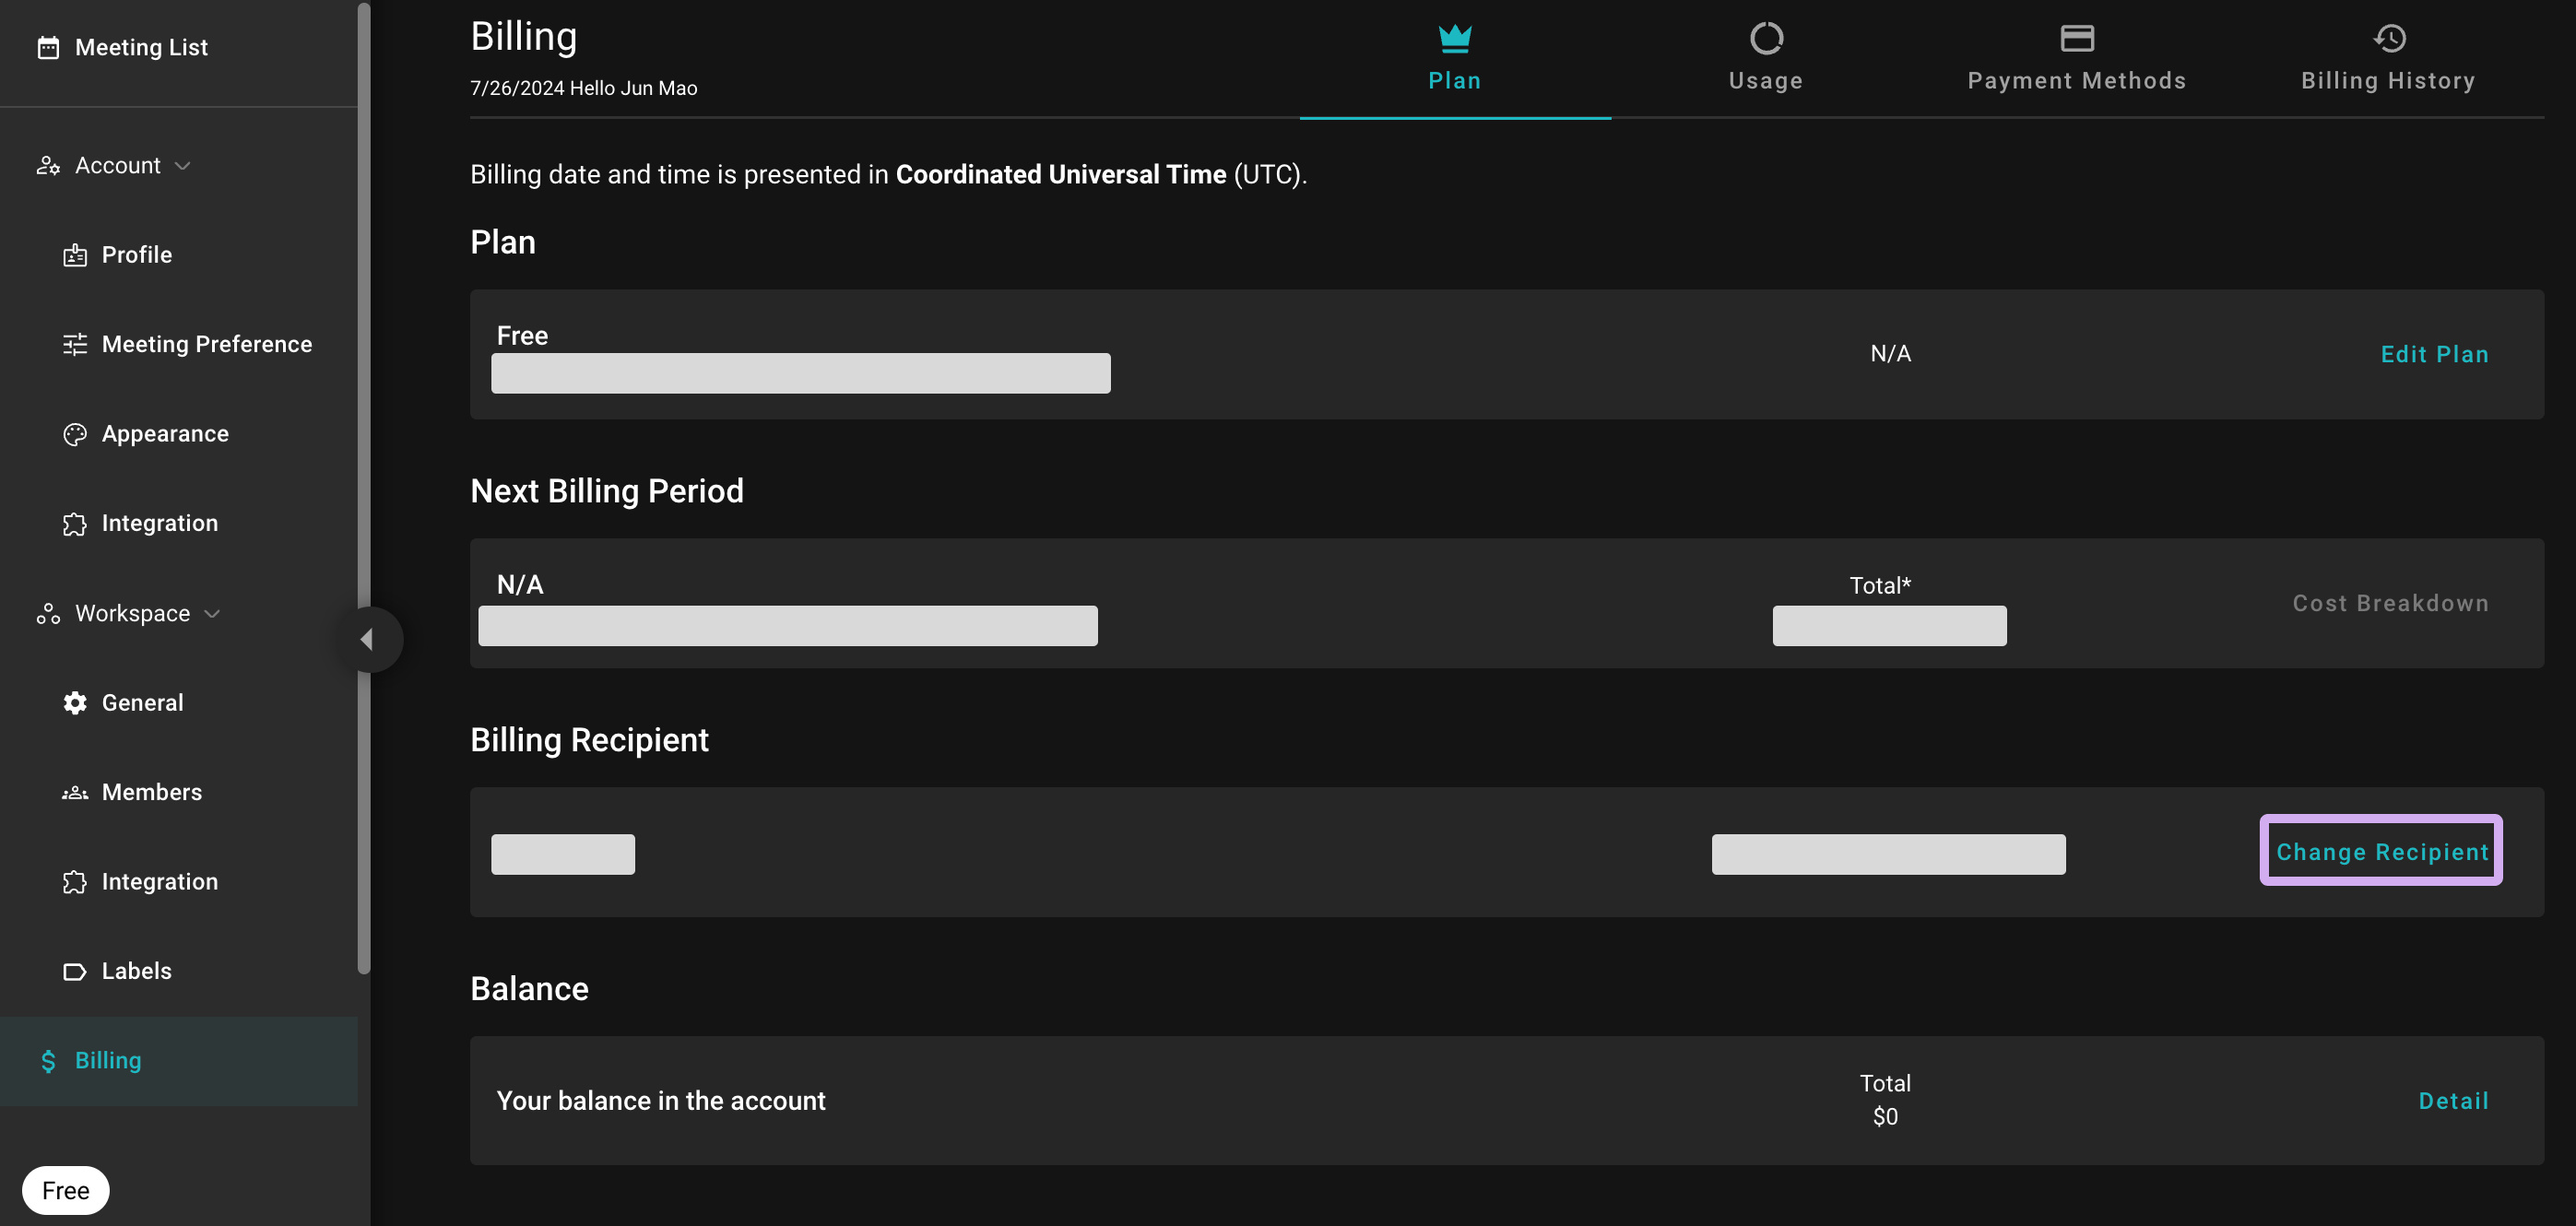 Meeting List
Account
Profile
Meeting Preference
Appearance
Integration
Workspace
General
Members
Integration
Labels
Billing
Free
Billing
7/26/2024 Hello Jun Mao
Plan
Usage
Payment Methods
Billing History
Billing date and time is presented in Coordinated Universal Time (UTC).
Plan
Free
N/A
Edit Plan
Next Billing Period
N/A
Total*
Cost Breakdown
Billing Recipient
Change Recipient
Balance
Your balance in the account
Total
$0
Detail